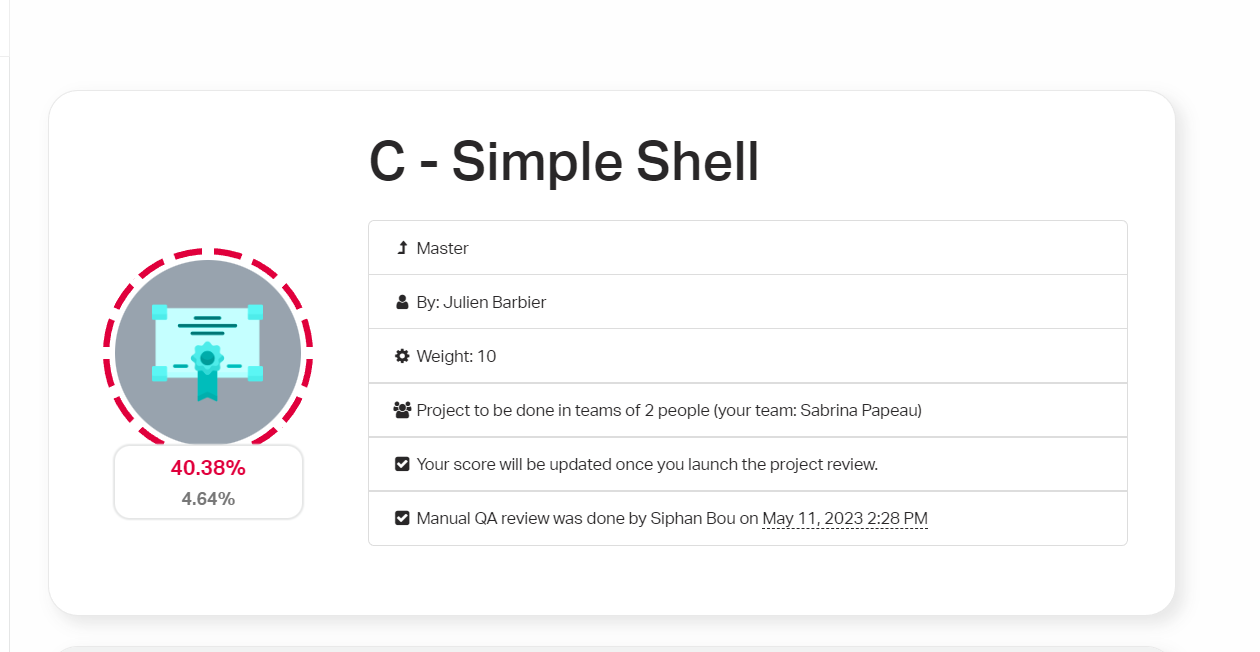 C - Simple Shell
Master
By: Julien Barbier
Weight: 10
Project to be done in teams of 2 people (your team: Sabrina Papeau)
Your score will be updated once you launch the project review.
Manual QA review was done by Siphan Bou on May 11, 2023 2:28 PM
40.38%
4.64%